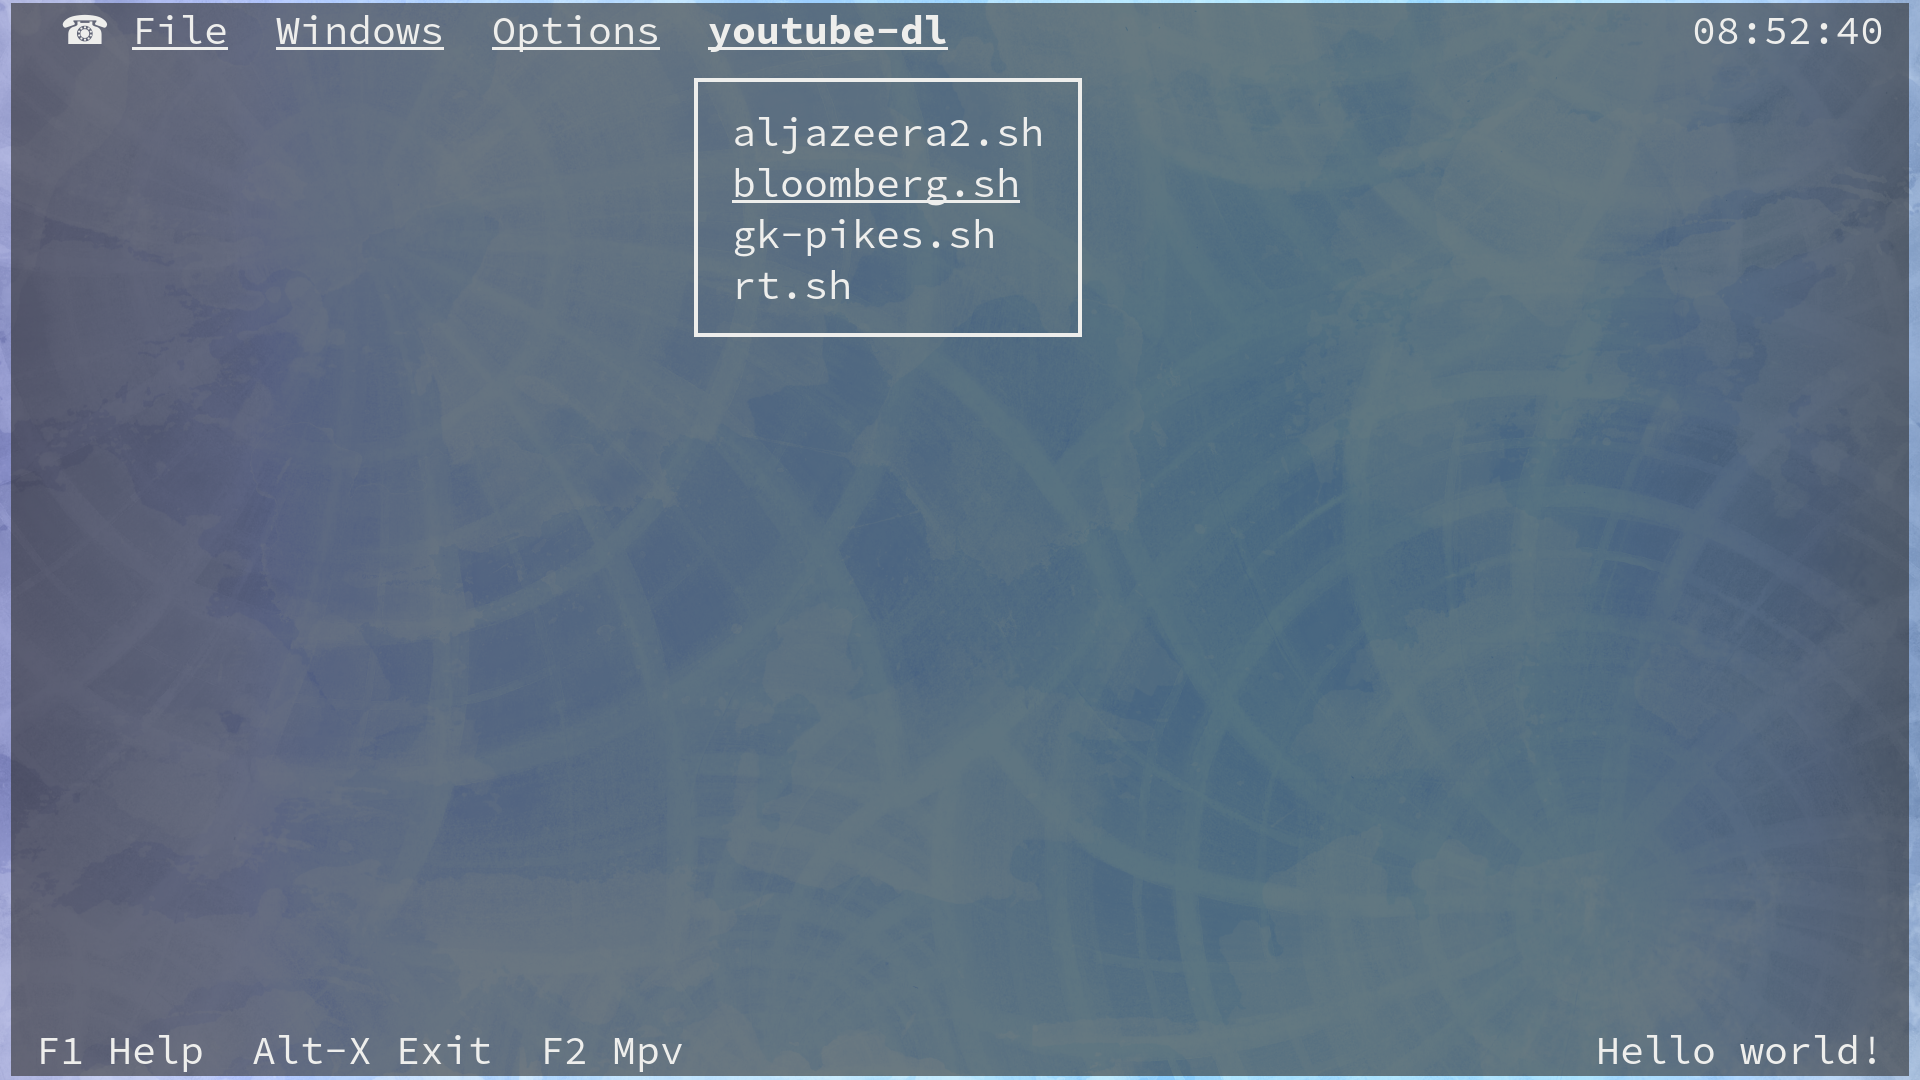 ☎ File Windows Options youtube-dl 08:52:40
aljazeera2.sh
bloomberg.sh
gk-pikes.sh
rt.sh
F1 Help Alt-X Exit F2 Mpv Hello world!